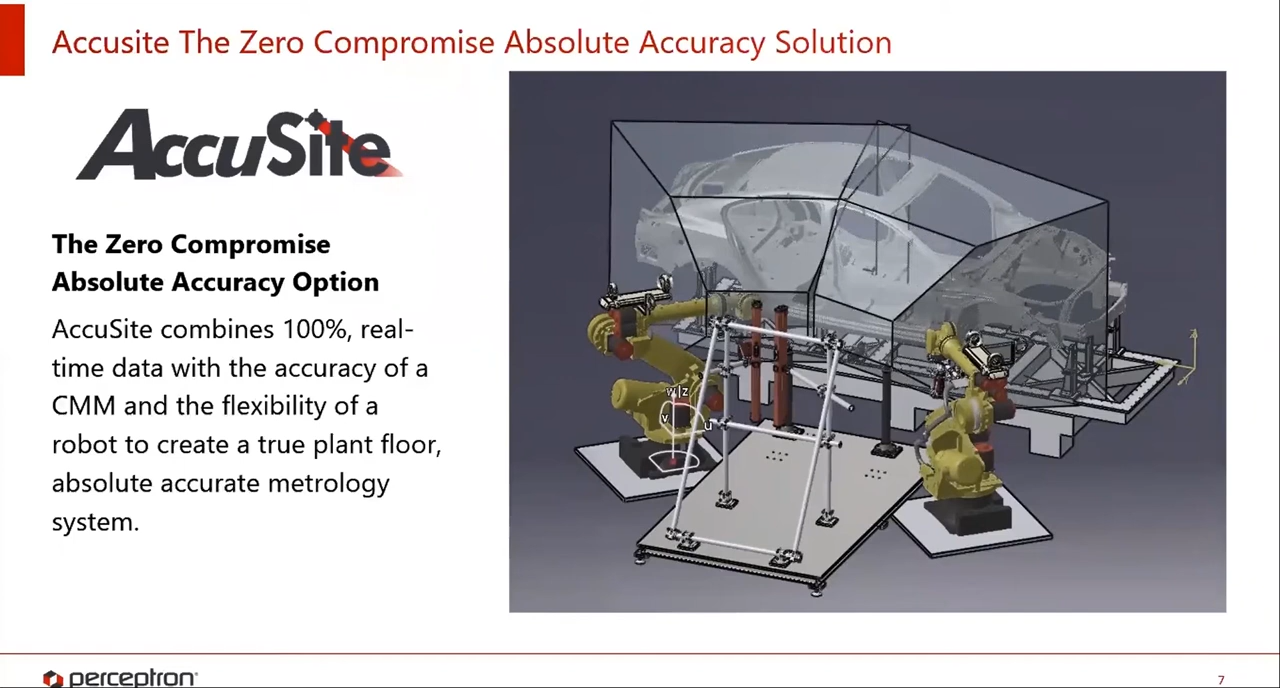 Accusite The Zero Compromise Absolute Accuracy Solution
AccuSite
The Zero Compromise
Absolute Accuracy Option
AccuSite combines 100%, real-
time data with the accuracy of a
CMM and the flexibility of a
robot to create a true plant floor,
absolute accurate metrology
system.
w|z
v
u
perceptron
7